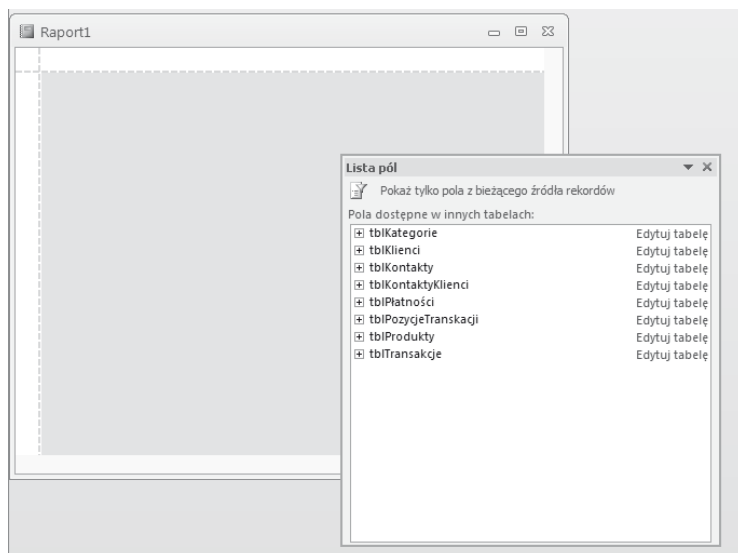 Raport1
Lista pól
Pokaż tylko pola z bieżącego źródła rekordów
Pola dostępne w innych tabelach:
tblKategorie Edytuj tabelę
tblKlienci Edytuj tabelę
tblKontakty Edytuj tabelę
tblKontaktyKlienci Edytuj tabelę
tblPłatności Edytuj tabelę
tblPozycjeTranskacji Edytuj tabelę
tblProdukty Edytuj tabelę
tblTransakcje Edytuj tabelę